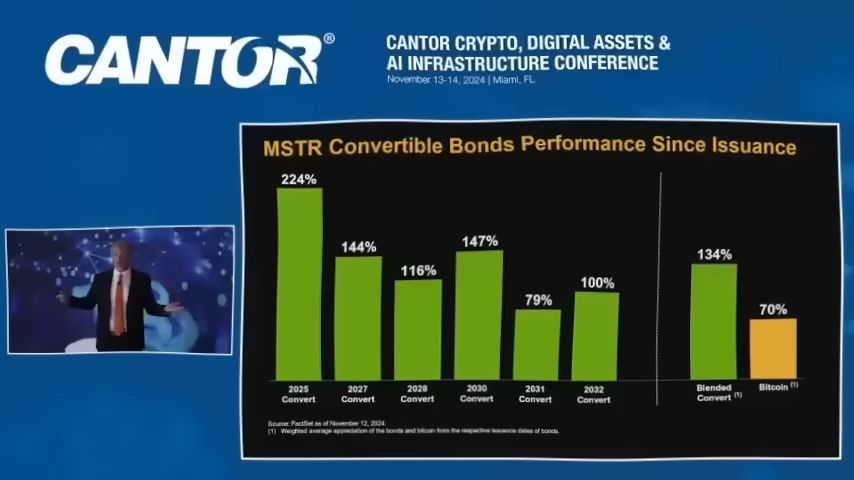 CANTOR®
CANTOR CRYPTO, DIGITAL ASSETS &
AI INFRASTRUCTURE CONFERENCE
November 13-14, 2024 | Miami, FL
MSTR Convertible Bonds Performance Since Issuance
224%
144%
116%
147%
79%
100%
134%
70%
2025
Convert
2027
Convert
2028
Convert
2030
Convert
2031
Convert
2032
Convert
Blended
Convert (1)
Bitcoin (1)
Source: FactSet as of November 12, 2024.
(1) Weighted average appreciation of the bonds and bitcoin from the respective issuance dates of bonds.